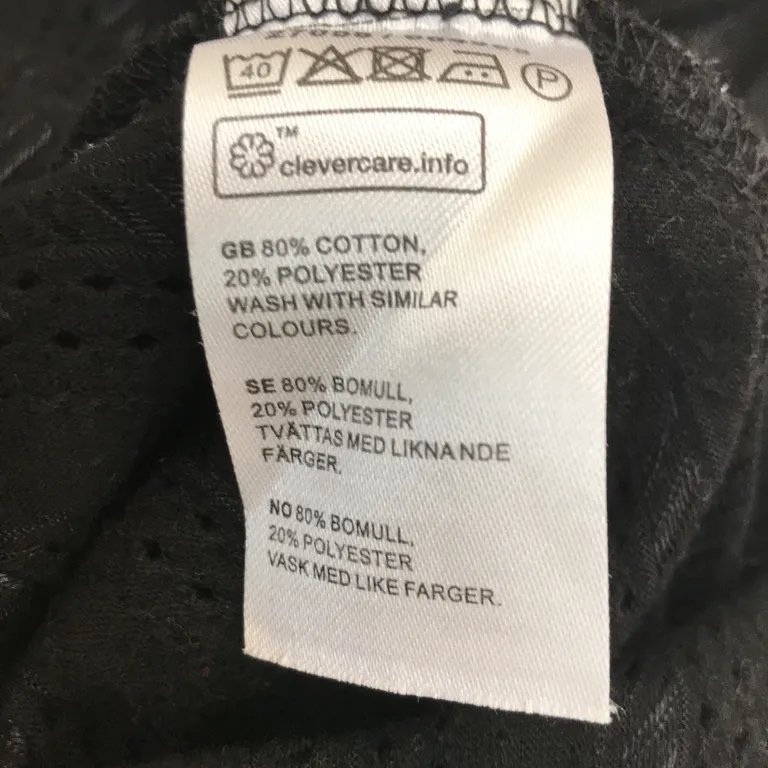 40 P
™
clevercare.info
GB 80% COTTON,
20% POLYESTER
WASH WITH SIMILAR
COLOURS.
SE 80% BOMULL,
20% POLYESTER
TVÄTTAS MED LIKNANDE
FÄRGER.
NO 80% BOMULL,
20% POLYESTER
VASK MED LIKE FARGER.